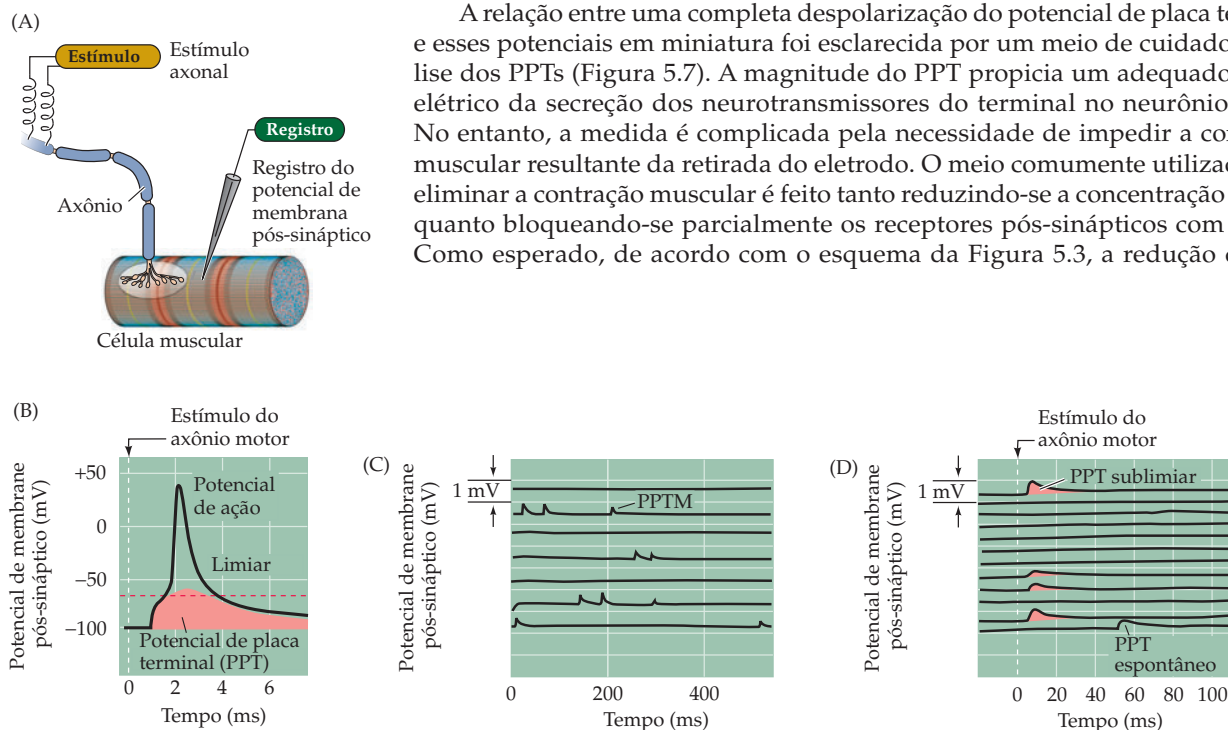 (A)
Estímulo
Estímulo
axonal
Registro
Registro do
potencial de
membrana
pós-sináptico
Axônio
Célula muscular
A relação entre uma completa despolarização do potencial de placa
e esses potenciais em miniatura foi esclarecida por um meio de
lise dos PPTs (Figura 5.7). A magnitude do PPT propicia um adequado
elétrico da secreção dos neurotransmissores do terminal no neurônio
No entanto, a medida é complicada pela necessidade de impedir a
muscular resultante da retirada do eletrodo. O meio comumente
eliminar a contração muscular é feito tanto reduzindo-se a concentração
quanto bloqueando-se parcialmente os receptores pós-sinápticos com
Como esperado, de acordo com o esquema da Figura 5.3, a redução
(B)
Estímulo do
axônio motor
Potencial de membrane
pós-sináptico (mV)
+50
0
−50
−100
Potencial
de ação
Limiar
Potencial de placa
terminal (PPT)
0 2 4 6
Tempo (ms)
(C)
Potencial de membrane
pós-sináptico (mV)
1 mV
PPTM
0 200 400
Tempo (ms)
(D)
Estímulo do
axônio motor
Potencial de membrane
pós-sináptico (mV)
1 mV
PPT sublimiar
PPT
espontâneo
0 20 40 60 80 100
Tempo (ms)